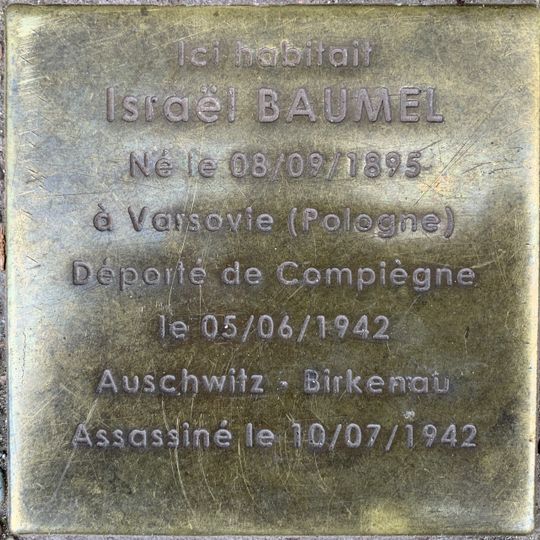 Ici habitait
Israël BAUMEL
Né le 08/09/1895
à Varsovie (Pologne)
Déporté de Compiègne
le 05/06/1942
Auschwitz - Birkenau
Assassiné le 10/07/1942